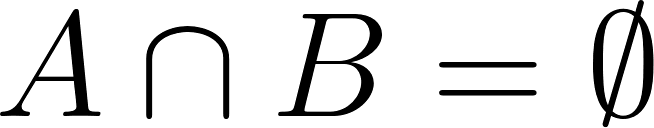 A ∩ B = ∅